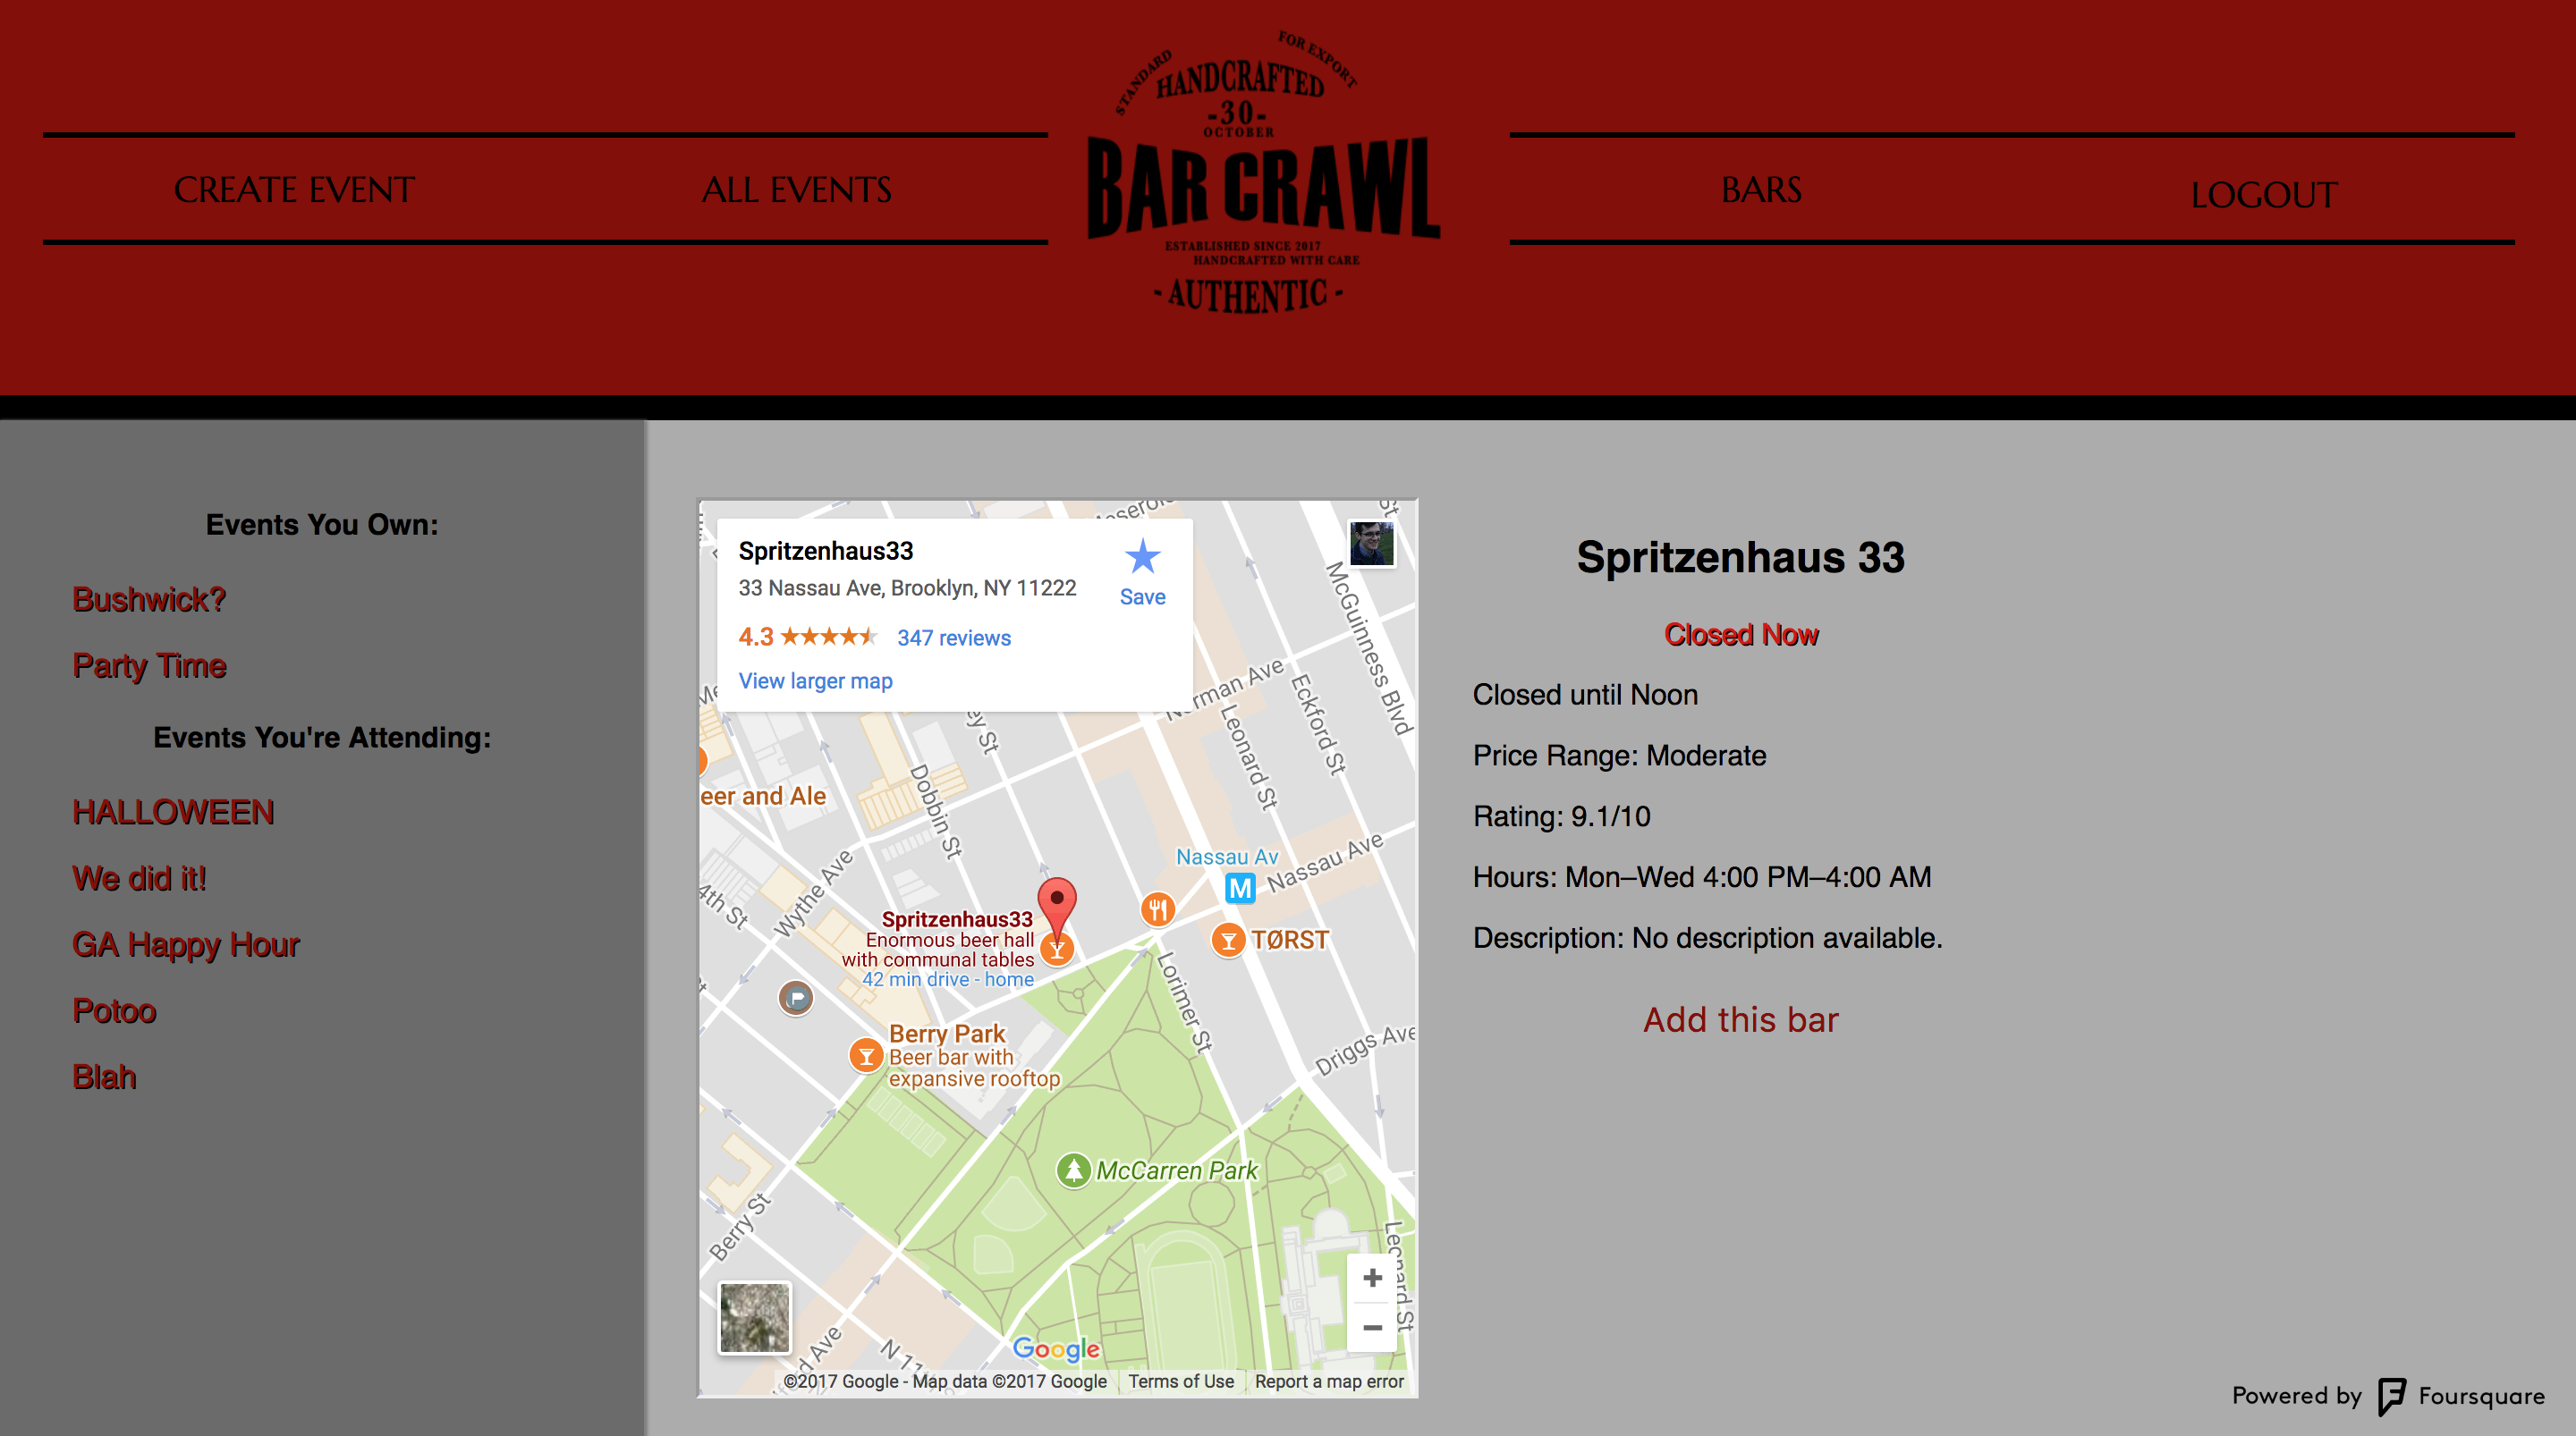 STANDARD
FOR EXPORT
HANDCRAFTED
-30-
OCTOBER
BAR CRAWL
ESTABLISHED SINCE 2017
HANDCRAFTED WITH CARE
- AUTHENTIC -
CREATE EVENT
ALL EVENTS
BARS
LOGOUT
Events You Own:
Bushwick?
Party Time
Events You're Attending:
HALLOWEEN
We did it!
GA Happy Hour
Potoo
Blah
Spritzenhaus33
33 Nassau Ave, Brooklyn, NY 11222
4.3
347 reviews
View larger map
Save
St
McGuinness Blvd
Eckford St
Leonard St
Dobbin St
ey St
eer and Ale
Wythe Ave
4th St
Nassau Av
M
Nassau Ave
Spritzenhaus33
Enormous beer hall
with communal tables
42 min drive - home
TØRST
Lorimer St
Berry Park
Beer bar with
expansive rooftop
Driggs Ave
McCarren Park
Berry St
Leonard St
Ave
+
−
Google
©2017 Google - Map data ©2017 Google
Terms of Use
Report a map error
Spritzenhaus 33
Closed Now
Closed until Noon
Price Range: Moderate
Rating: 9.1/10
Hours: Mon–Wed 4:00 PM–4:00 AM
Description: No description available.
Add this bar
Powered by Foursquare